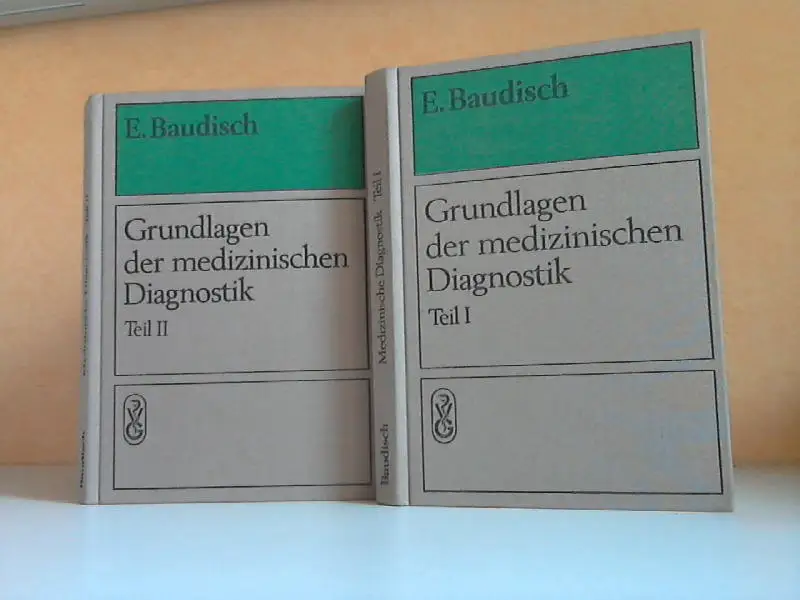 E. Baudisch
Grundlagen
der medizinischen
Diagnostik
Teil II
Baudisch
Medizinische Diagnostik Teil I
E. Baudisch
Grundlagen
der medizinischen
Diagnostik
Teil I